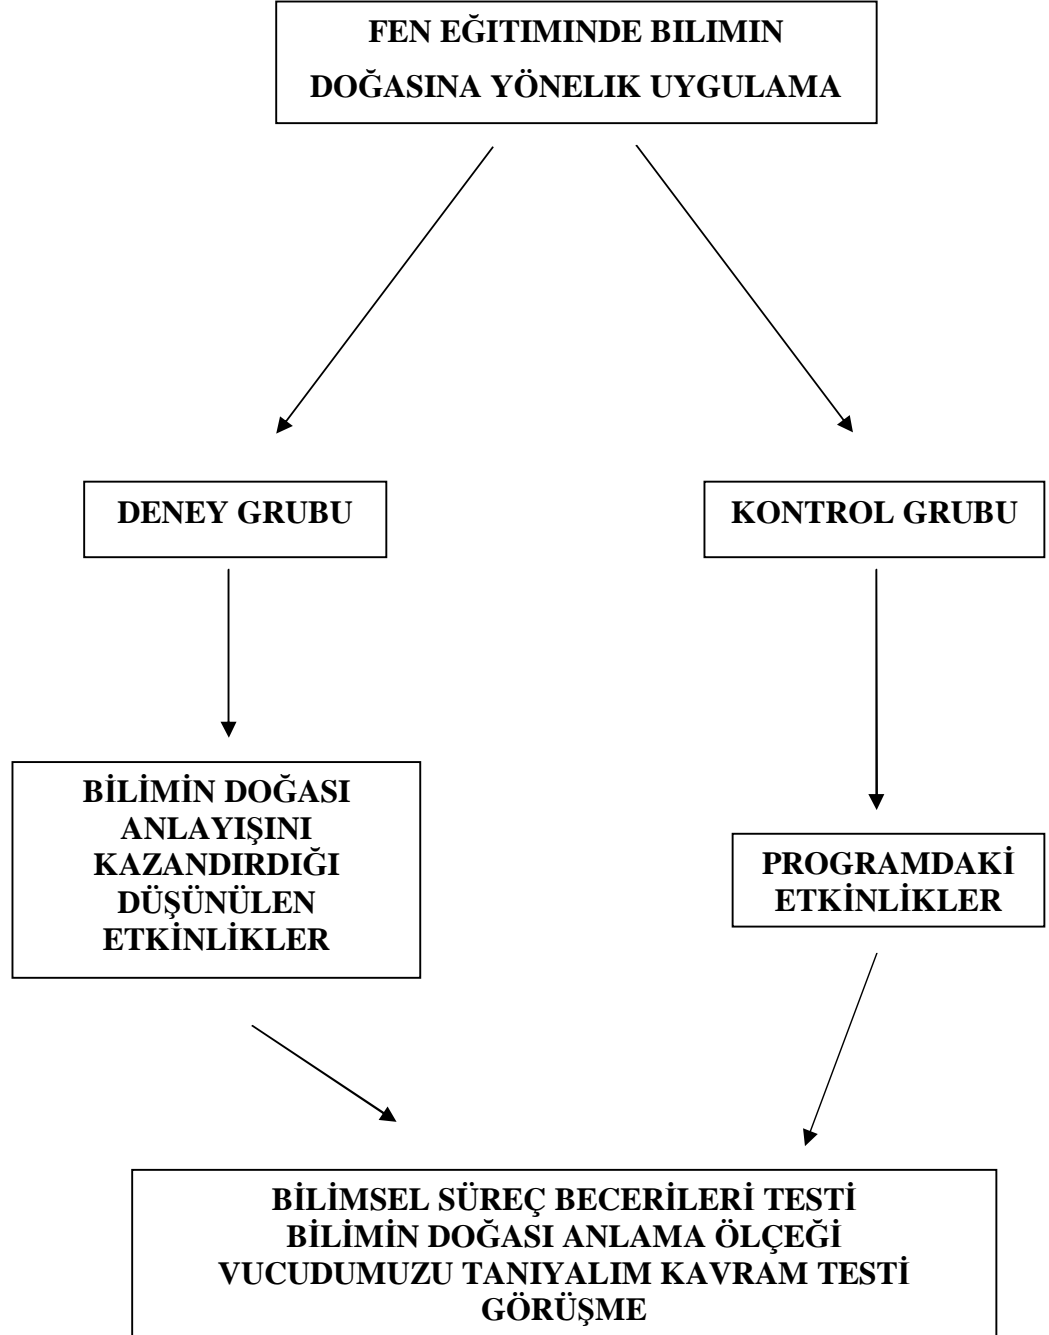 FEN EĞITIMINDE BILIMIN
DOĞASINA YÖNELIK UYGULAMA
DENEY GRUBU
KONTROL GRUBU
BİLİMİN DOĞASI
ANLAYIŞINI
KAZANDIRDIĞI
DÜŞÜNÜLEN
ETKİNLİKLER
PROGRAMDAKİ
ETKİNLİKLER
BİLİMSEL SÜREÇ BECERİLERİ TESTİ
BİLİMİN DOĞASI ANLAMA ÖLÇEĞİ
VUCUDUMUZU TANIYALIM KAVRAM TESTİ
GÖRÜŞME